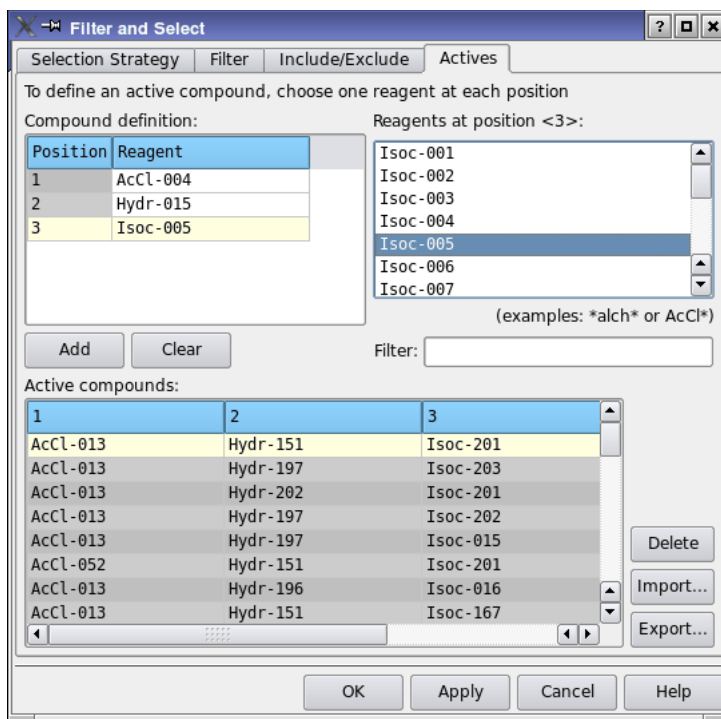 Filter and Select
Selection Strategy Filter Include/Exclude Actives
To define an active compound, choose one reagent at each position
Compound definition:
Position Reagent
1 AcCl-004
2 Hydr-015
3 Isoc-005
Reagents at position <3>:
Isoc-001
Isoc-002
Isoc-003
Isoc-004
Isoc-005
Isoc-006
Isoc-007
(examples: *alch* or AcCl*)
Add Clear
Filter:
Active compounds:
1 2 3
AcCl-013 Hydr-151 Isoc-201
AcCl-013 Hydr-197 Isoc-203
AcCl-013 Hydr-202 Isoc-201
AcCl-013 Hydr-197 Isoc-202
AcCl-013 Hydr-197 Isoc-015
AcCl-052 Hydr-151 Isoc-201
AcCl-013 Hydr-196 Isoc-016
AcCl-013 Hydr-151 Isoc-167
Delete
Import...
Export...
OK Apply Cancel Help